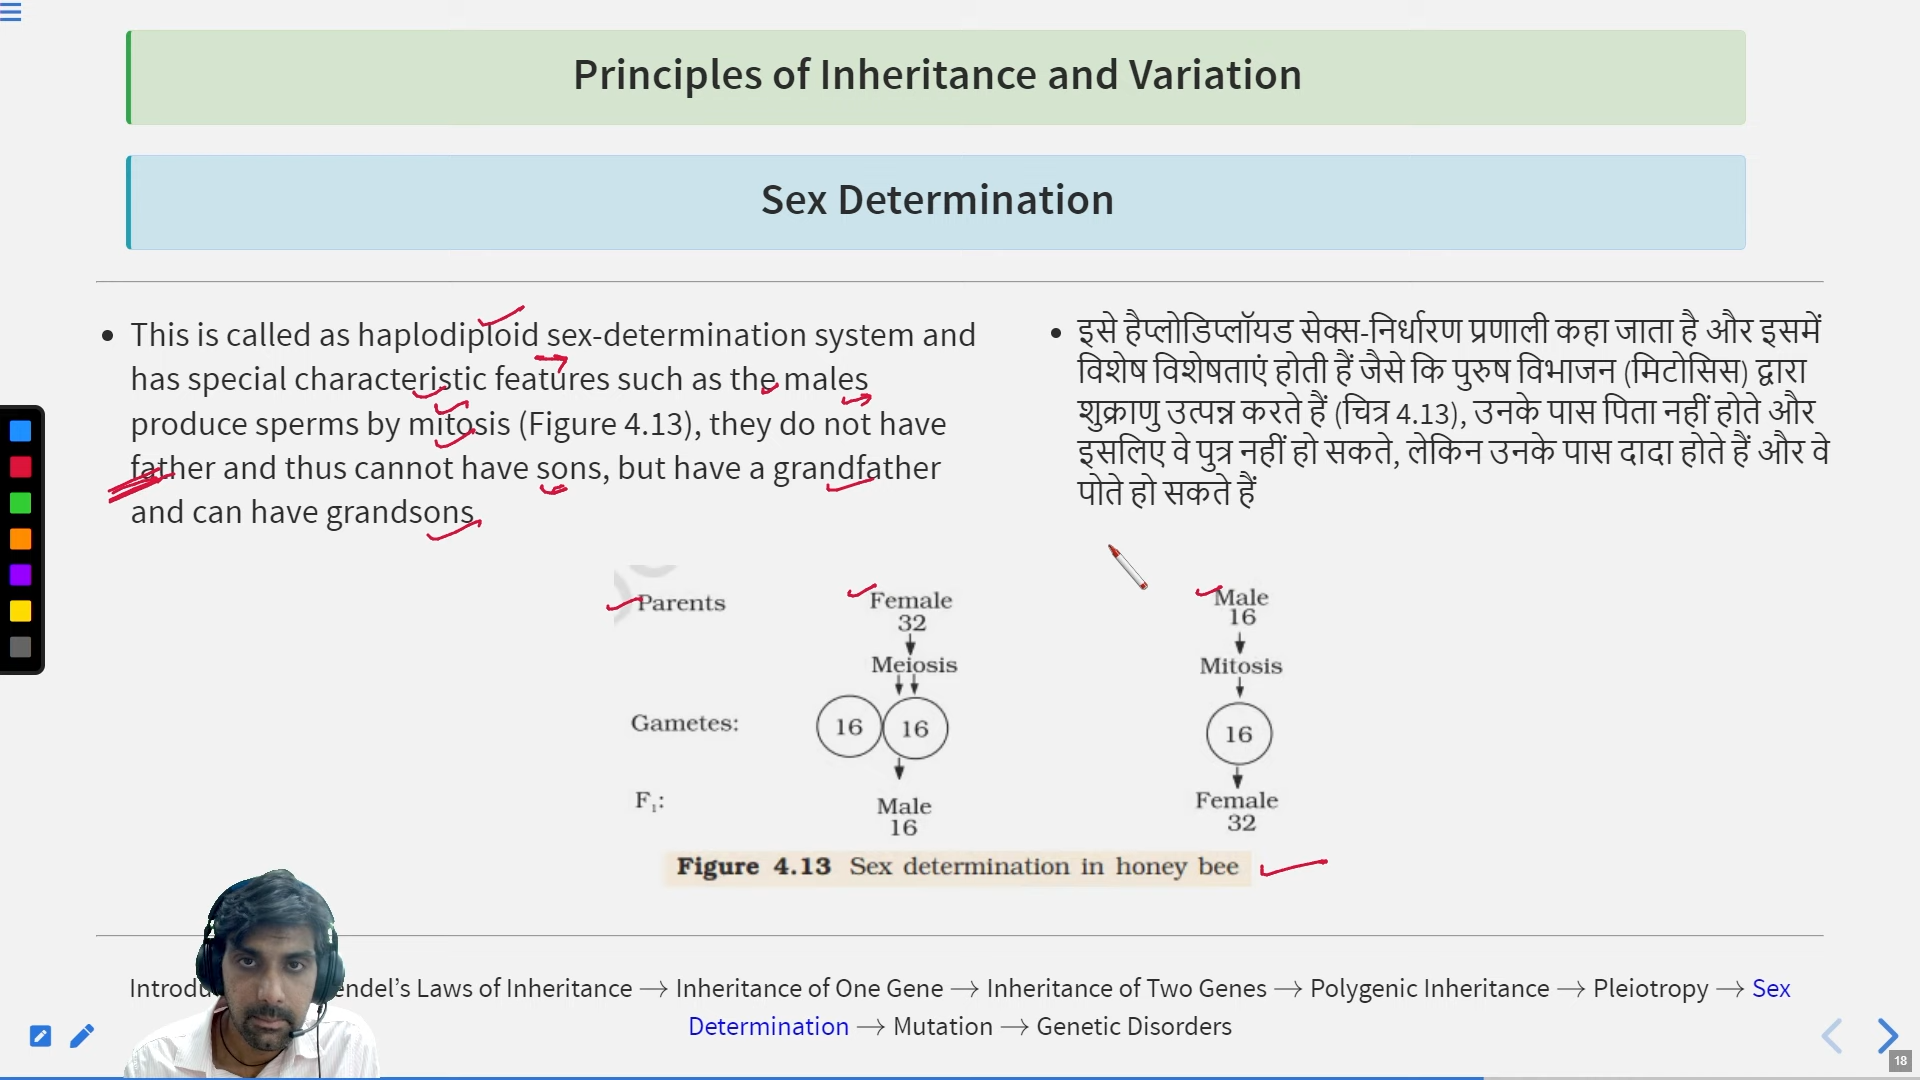 Principles of Inheritance and Variation
Sex Determination
This is called as haplodiploid sex-determination system and
has special characteristic features such as the males
produce sperms by mitosis (Figure 4.13), they do not have
father and thus cannot have sons, but have a grandfather
and can have grandsons.
इसे हैप्लोडिप्लॉयड सेक्स-निर्धारण प्रणाली कहा जाता है और इसमें
विशेष विशेषताएं होती हैं जैसे कि पुरुष विभाजन (मिटोसिस) द्वारा
शुक्राणु उत्पन्न करते हैं (चित्र 4.13), उनके पास पिता नहीं होते और
इसलिए वे पुत्र नहीं हो सकते, लेकिन उनके पास दादा होते हैं और वे
पोते हो सकते हैं
Parents Female Male
32 16
Meiosis Mitosis
Gametes: 16 16 16
F₁: Male Female
16 32
Figure 4.13 Sex determination in honey bee
Introdu endel’s Laws of Inheritance → Inheritance of One Gene → Inheritance of Two Genes → Polygenic Inheritance → Pleiotropy → Sex
Determination → Mutation → Genetic Disorders
18